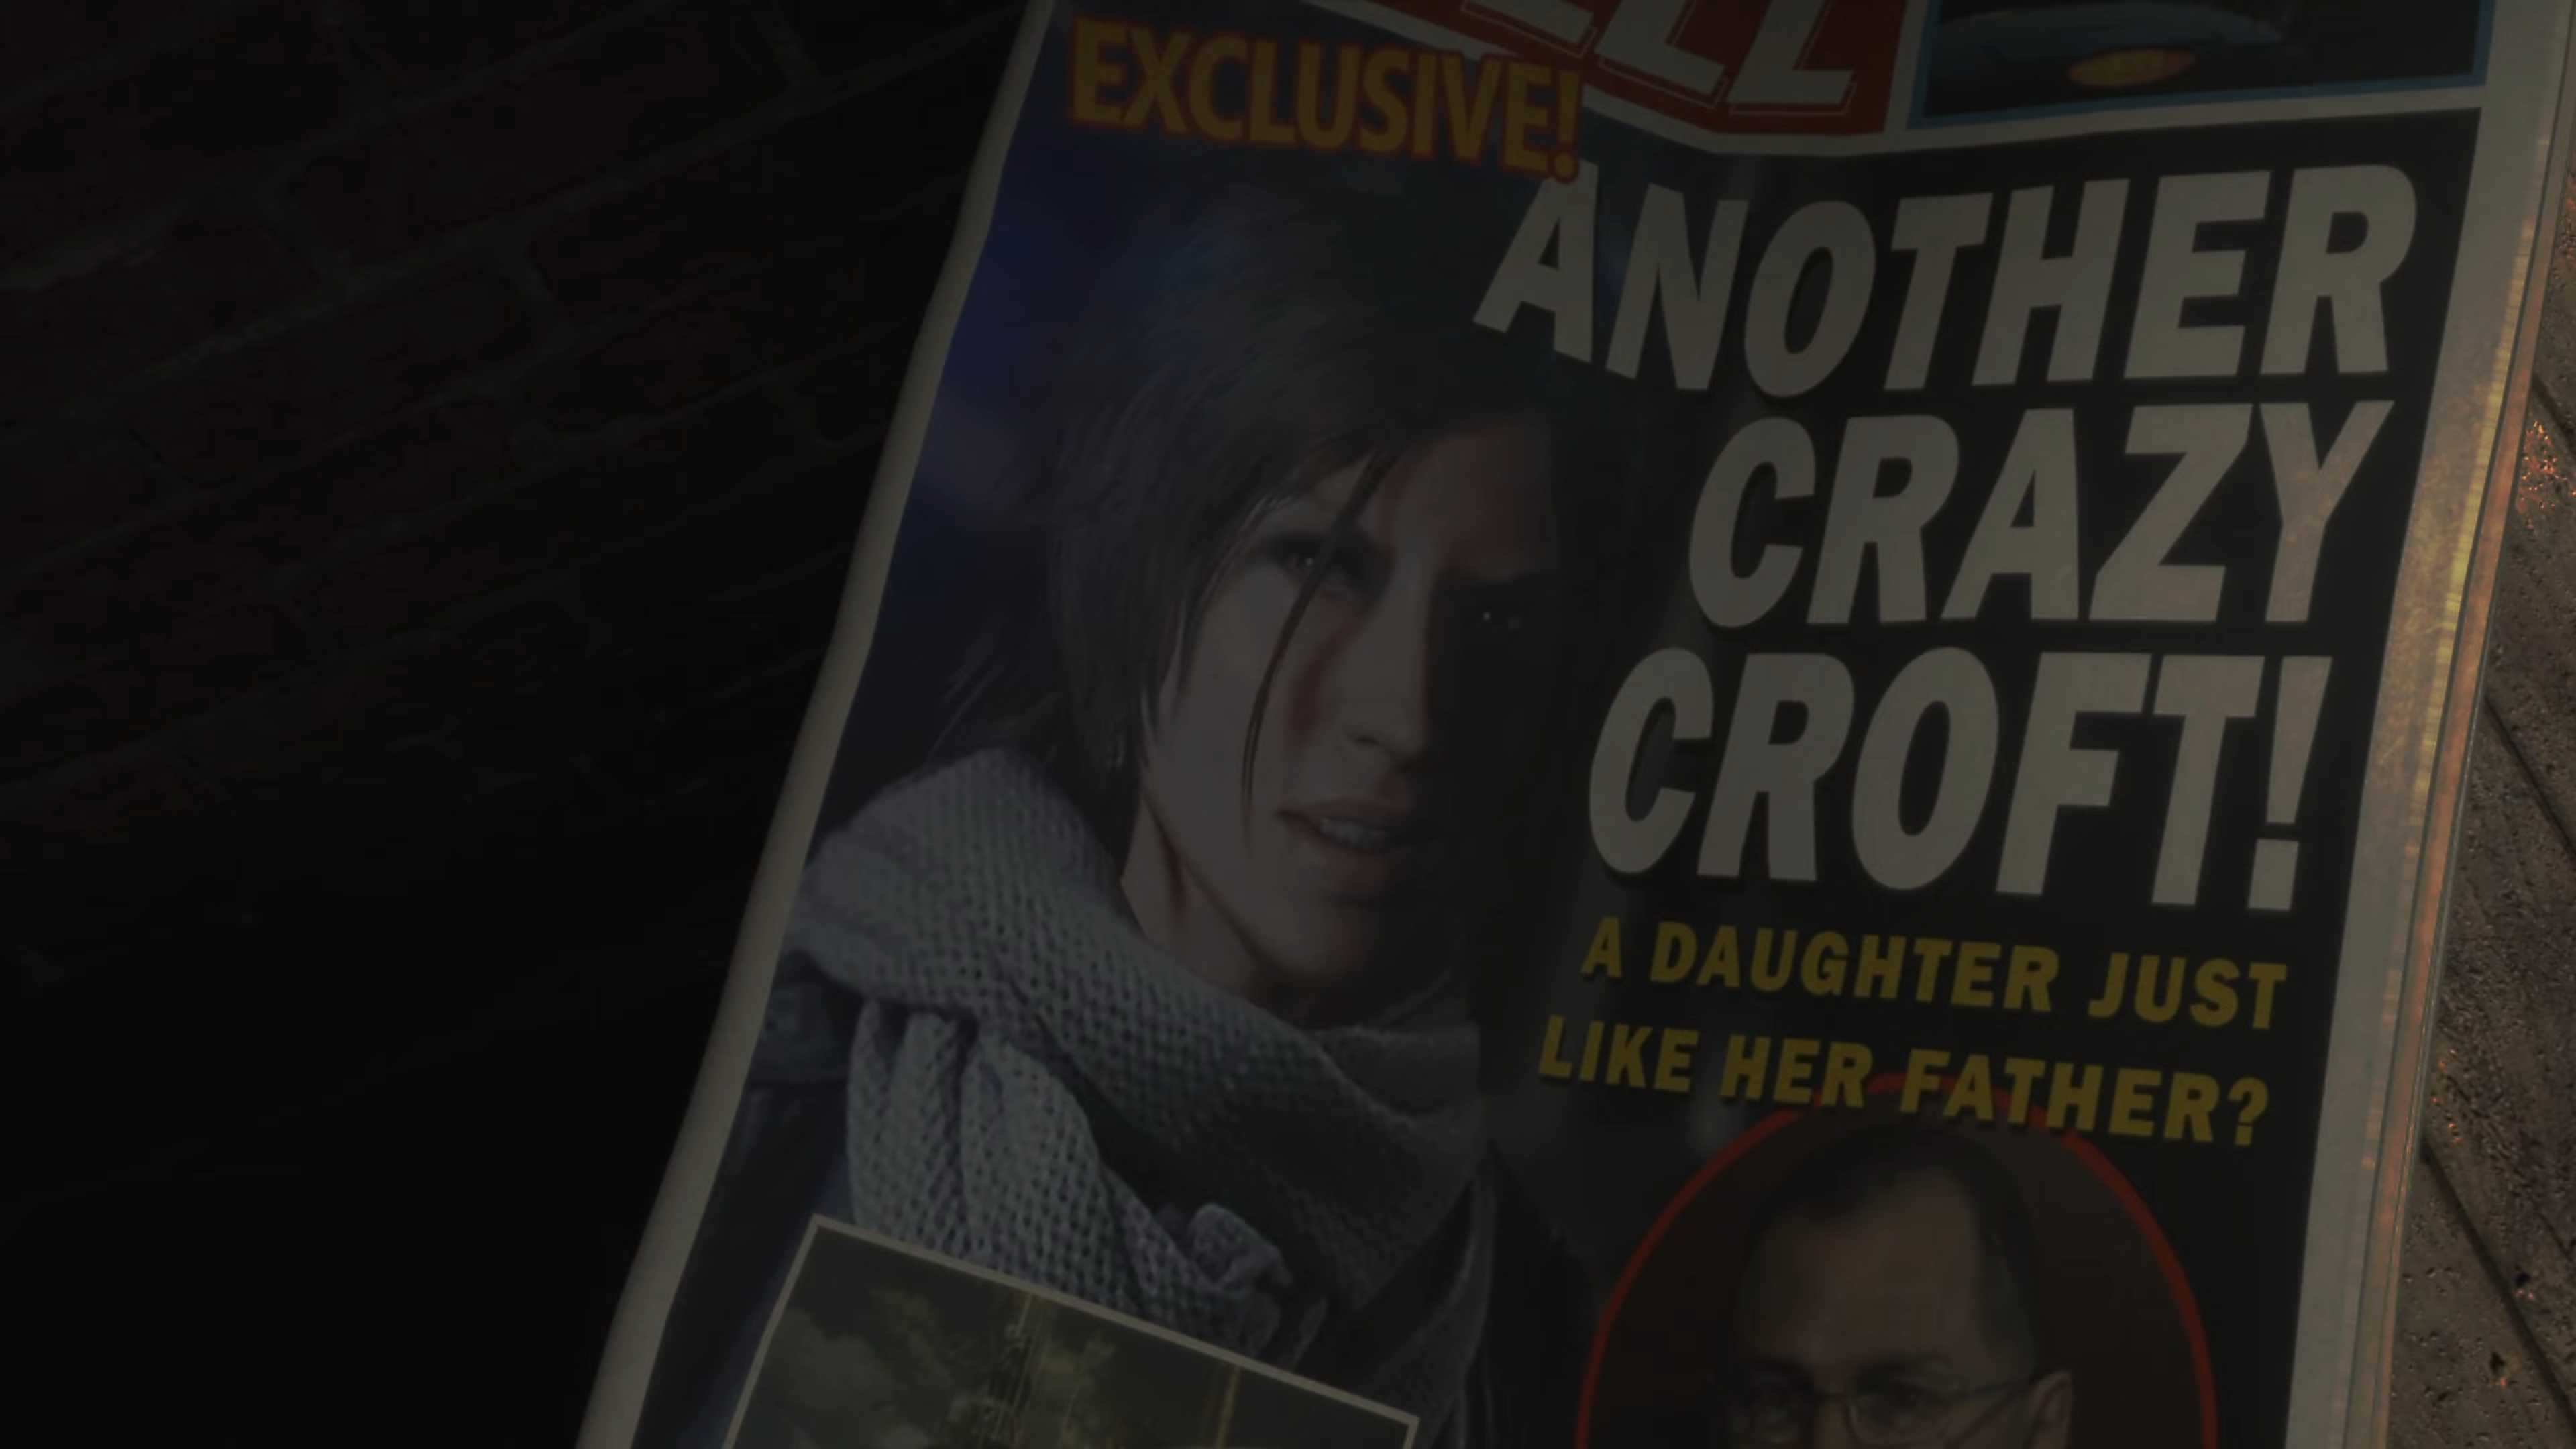 EXCLUSIVE!
ANOTHER
CRAZY
CROFT!
A DAUGHTER JUST
LIKE HER FATHER?